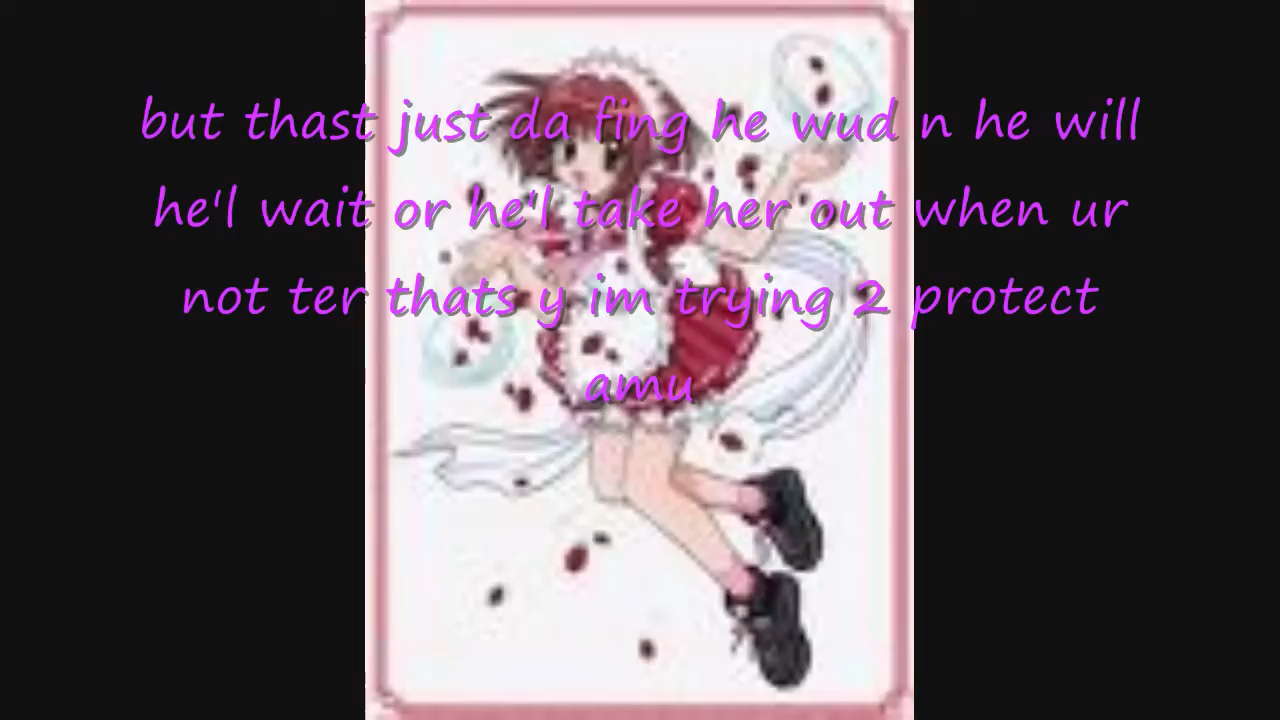 but thast just da fing he wud n he will
he'l wait or he'l take her out when ur
not ter thats y im trying 2 protect
amu